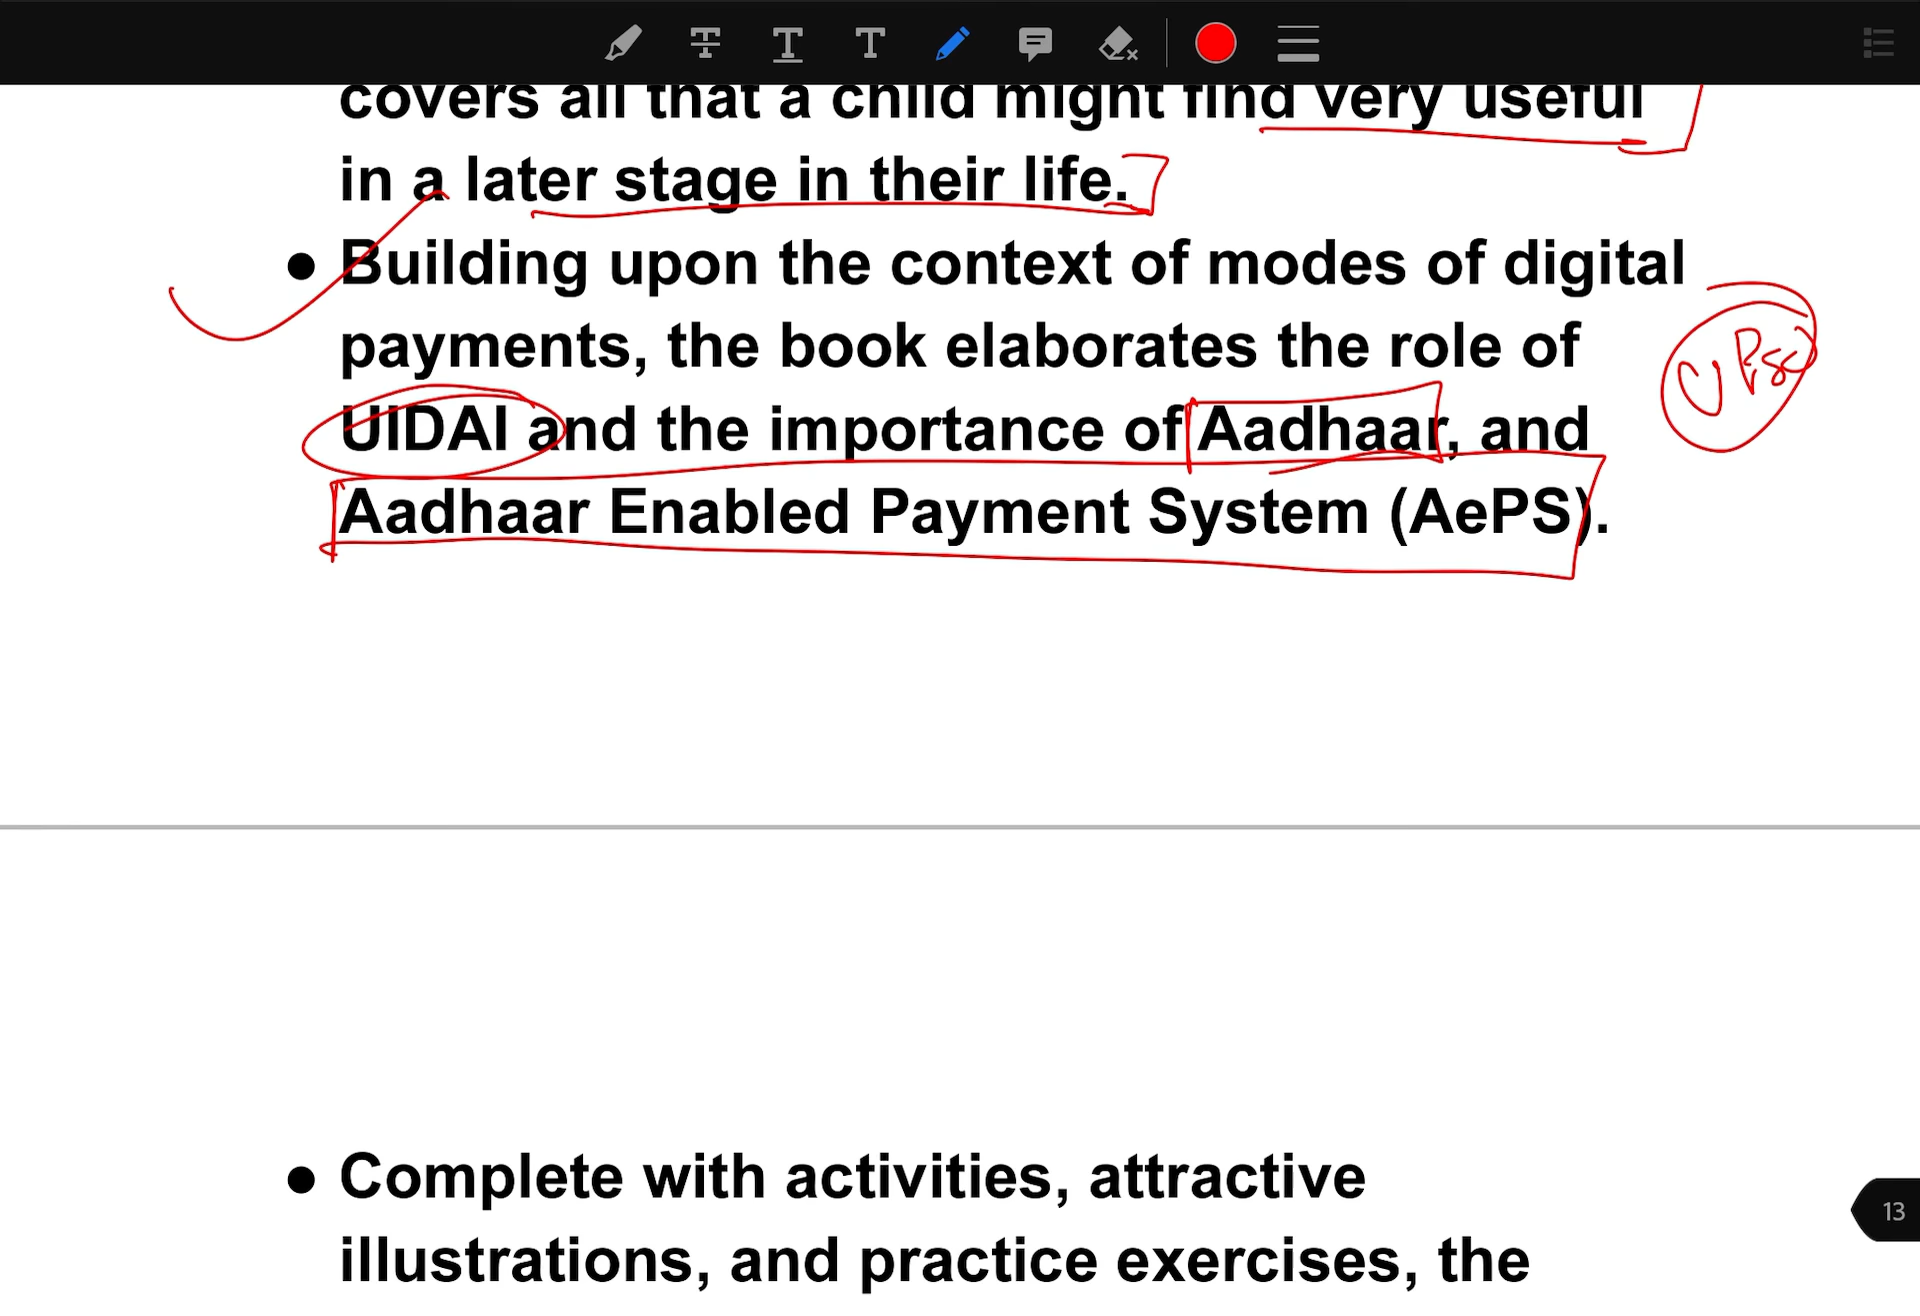 covers all that a child might find very useful
in a later stage in their life.
● Building upon the context of modes of digital
payments, the book elaborates the role of
UPSC
UIDAI and the importance of Aadhaar, and
Aadhaar Enabled Payment System (AePS).
● Complete with activities, attractive
13
illustrations, and practice exercises, the